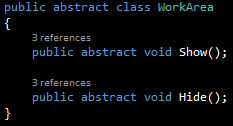 public abstract class WorkArea
{
3 references
public abstract void Show();
3 references
public abstract void Hide();
}